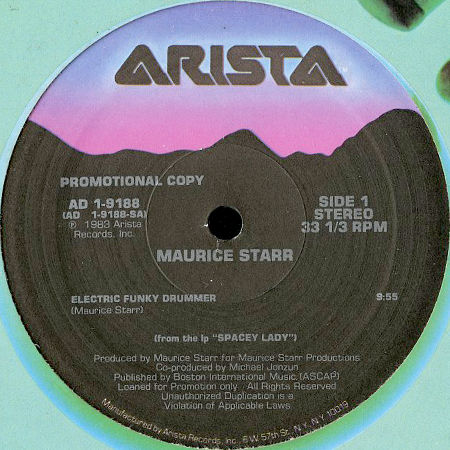 ARISTA
PROMOTIONAL COPY
AD 1-9188
(AD 1-9188-SA)
℗ 1983 Arista
Records, Inc.
SIDE 1
STEREO
33 1/3 RPM
MAURICE STARR
ELECTRIC FUNKY DRUMMER 9:55
(Maurice Starr)
(from the lp "SPACEY LADY")
Produced by Maurice Starr for Maurice Starr Productions
Co-produced by Michael Jonzun
Published by Boston International Music (ASCAP)
Loaned for Promotion only All Rights Reserved
Unauthorized Duplication is a
Violation of Applicable Laws.
Manufactured by Arista Records, Inc. 6 W. 57th St., N.Y., N.Y. 10019